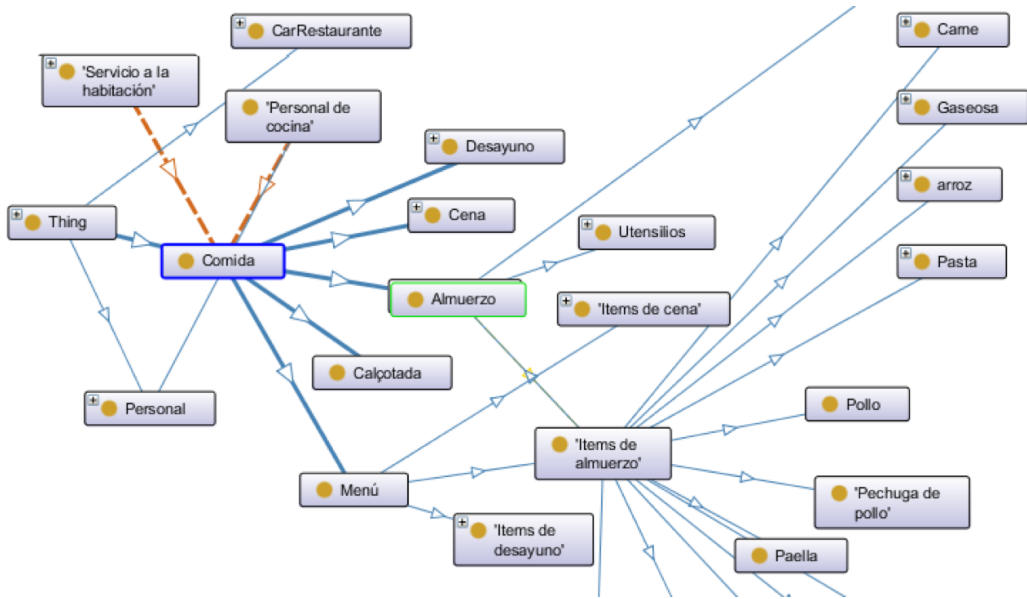 CarRestaurante
Carne
'Servicio a la
habitación'
'Personal de
cocina'
Gaseosa
Desayuno
arroz
Thing
Cena
Utensilios
Comida
Pasta
Almuerzo
'Items de cena'
Calçotada
Personal
Pollo
'Items de
almuerzo'
Menú
'Pechuga de
pollo'
'Items de
desayuno'
Paella